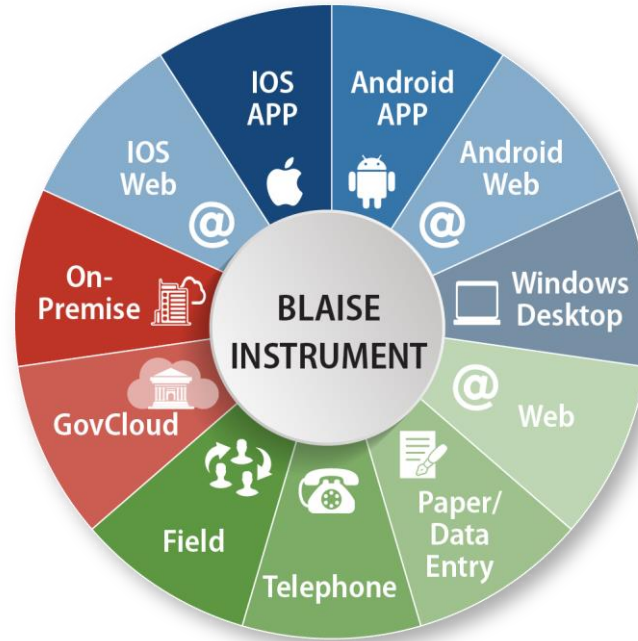 IOS
APP
Android
APP
IOS
Web
@
Android
Web
@
On-
Premise
Windows
Desktop
BLAISE
INSTRUMENT
GovCloud
@
Web
Field
Telephone
Paper/
Data
Entry